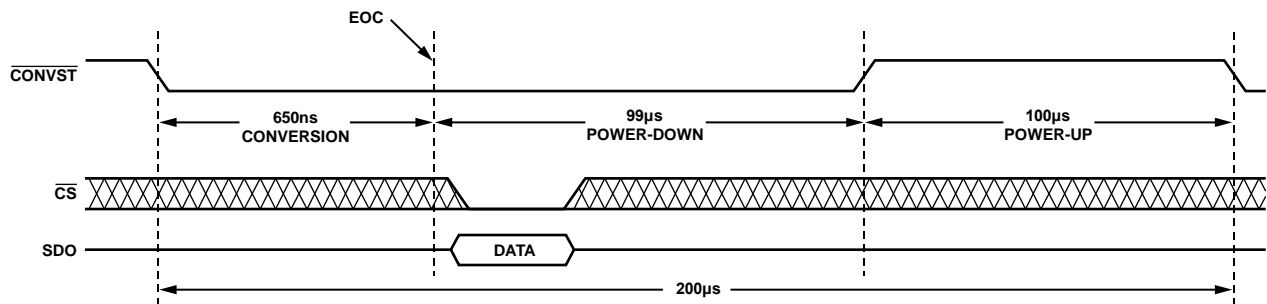 EOC
CONVST
650ns
CONVERSION
99µs
POWER-DOWN
100µs
POWER-UP
CS
SDO
DATA
200µs